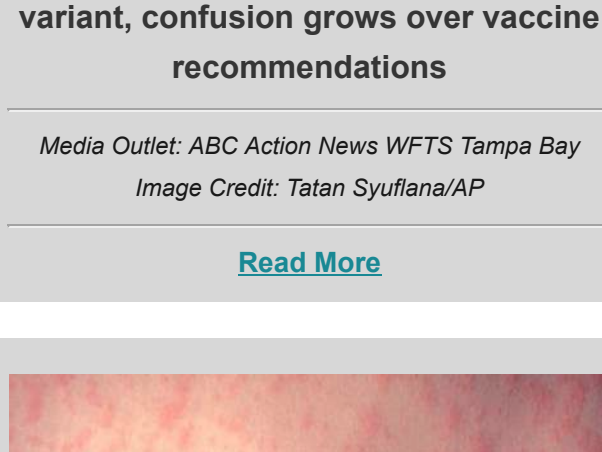 variant, confusion grows over vaccine
recommendations
Media Outlet: ABC Action News WFTS Tampa Bay
Image Credit: Tatan Syuflana/AP
Read More